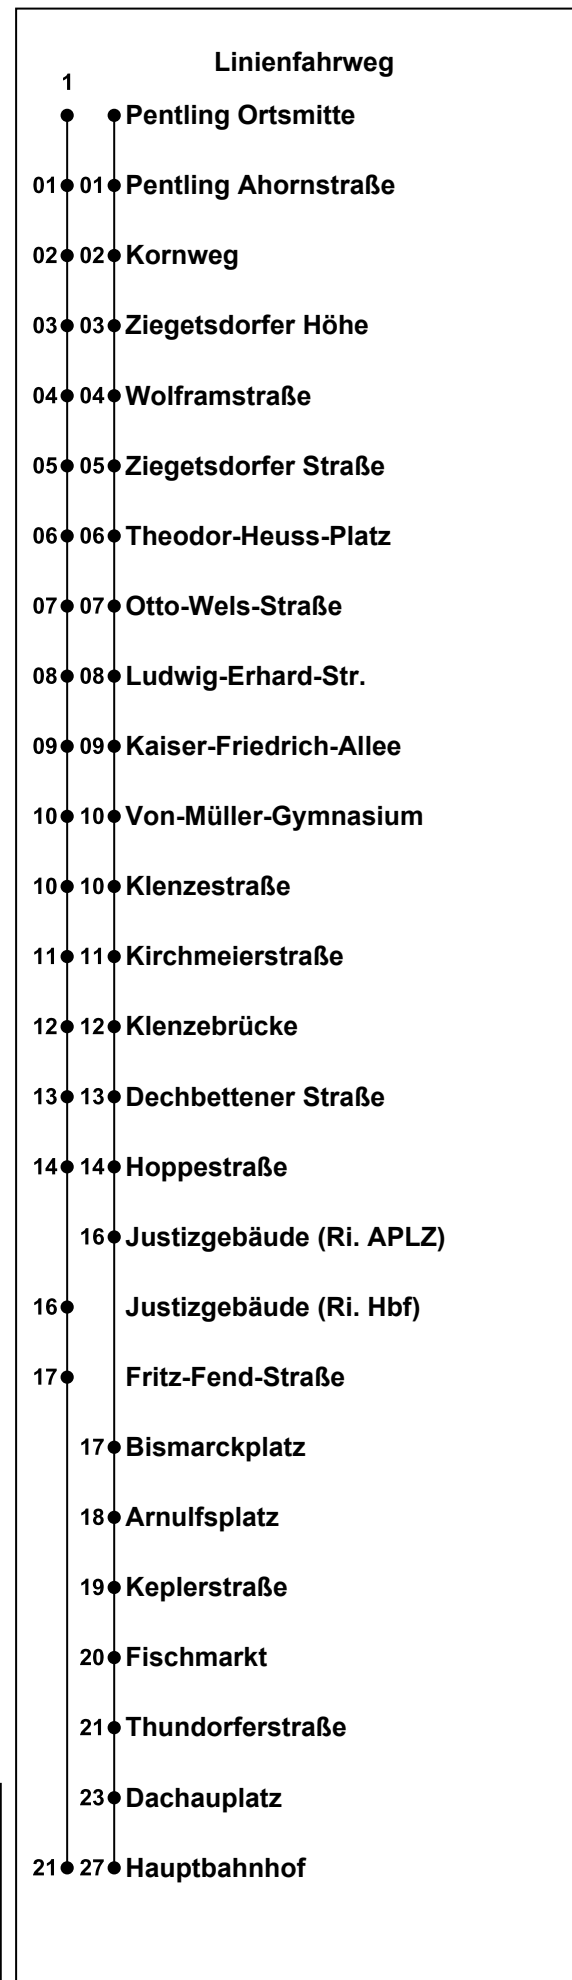 Linienfahrweg
1
Pentling Ortsmitte
01 01 Pentling Ahornstraße
02 02 Kornweg
03 03 Ziegetsdorfer Höhe
04 04 Wolframstraße
05 05 Ziegetsdorfer Straße
06 06 Theodor-Heuss-Platz
07 07 Otto-Wels-Straße
08 08 Ludwig-Erhard-Str.
09 09 Kaiser-Friedrich-Allee
10 10 Von-Müller-Gymnasium
10 10 Klenzestraße
11 11 Kirchmeierstraße
12 12 Klenzebrücke
13 13 Dechbettener Straße
14 14 Hoppestraße
16 Justizgebäude (Ri. APLZ)
16 Justizgebäude (Ri. Hbf)
17 Fritz-Fend-Straße
17 Bismarckplatz
18 Arnulfsplatz
19 Keplerstraße
20 Fischmarkt
21 Thundorferstraße
23 Dachauplatz
21 27 Hauptbahnhof